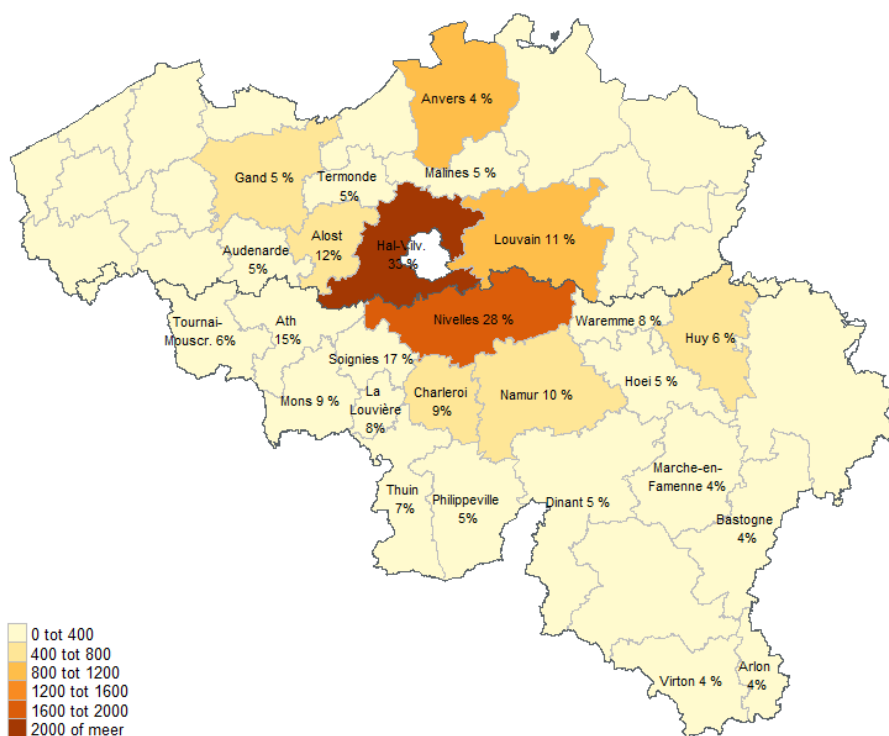 Anvers 4 %
Gand 5 %
Termonde
5%
Malines 5 %
Alost
12%
Hal-Vilv.
33 %
Louvain 11 %
Audenarde
5%
Tournai-
Mouscr. 6%
Ath
15%
Nivelles 28 %
Waremme 8 %
Huy 6 %
Soignies 17 %
Mons 9 %
La
Louvière
8%
Charleroi
9%
Namur 10 %
Hoei 5 %
Thuin
7%
Philippeville
5%
Dinant 5 %
Marche-en-
Famenne 4%
Bastogne
4%
Virton 4 %
Arlon
4%
0 tot 400
400 tot 800
800 tot 1200
1200 tot 1600
1600 tot 2000
2000 of meer